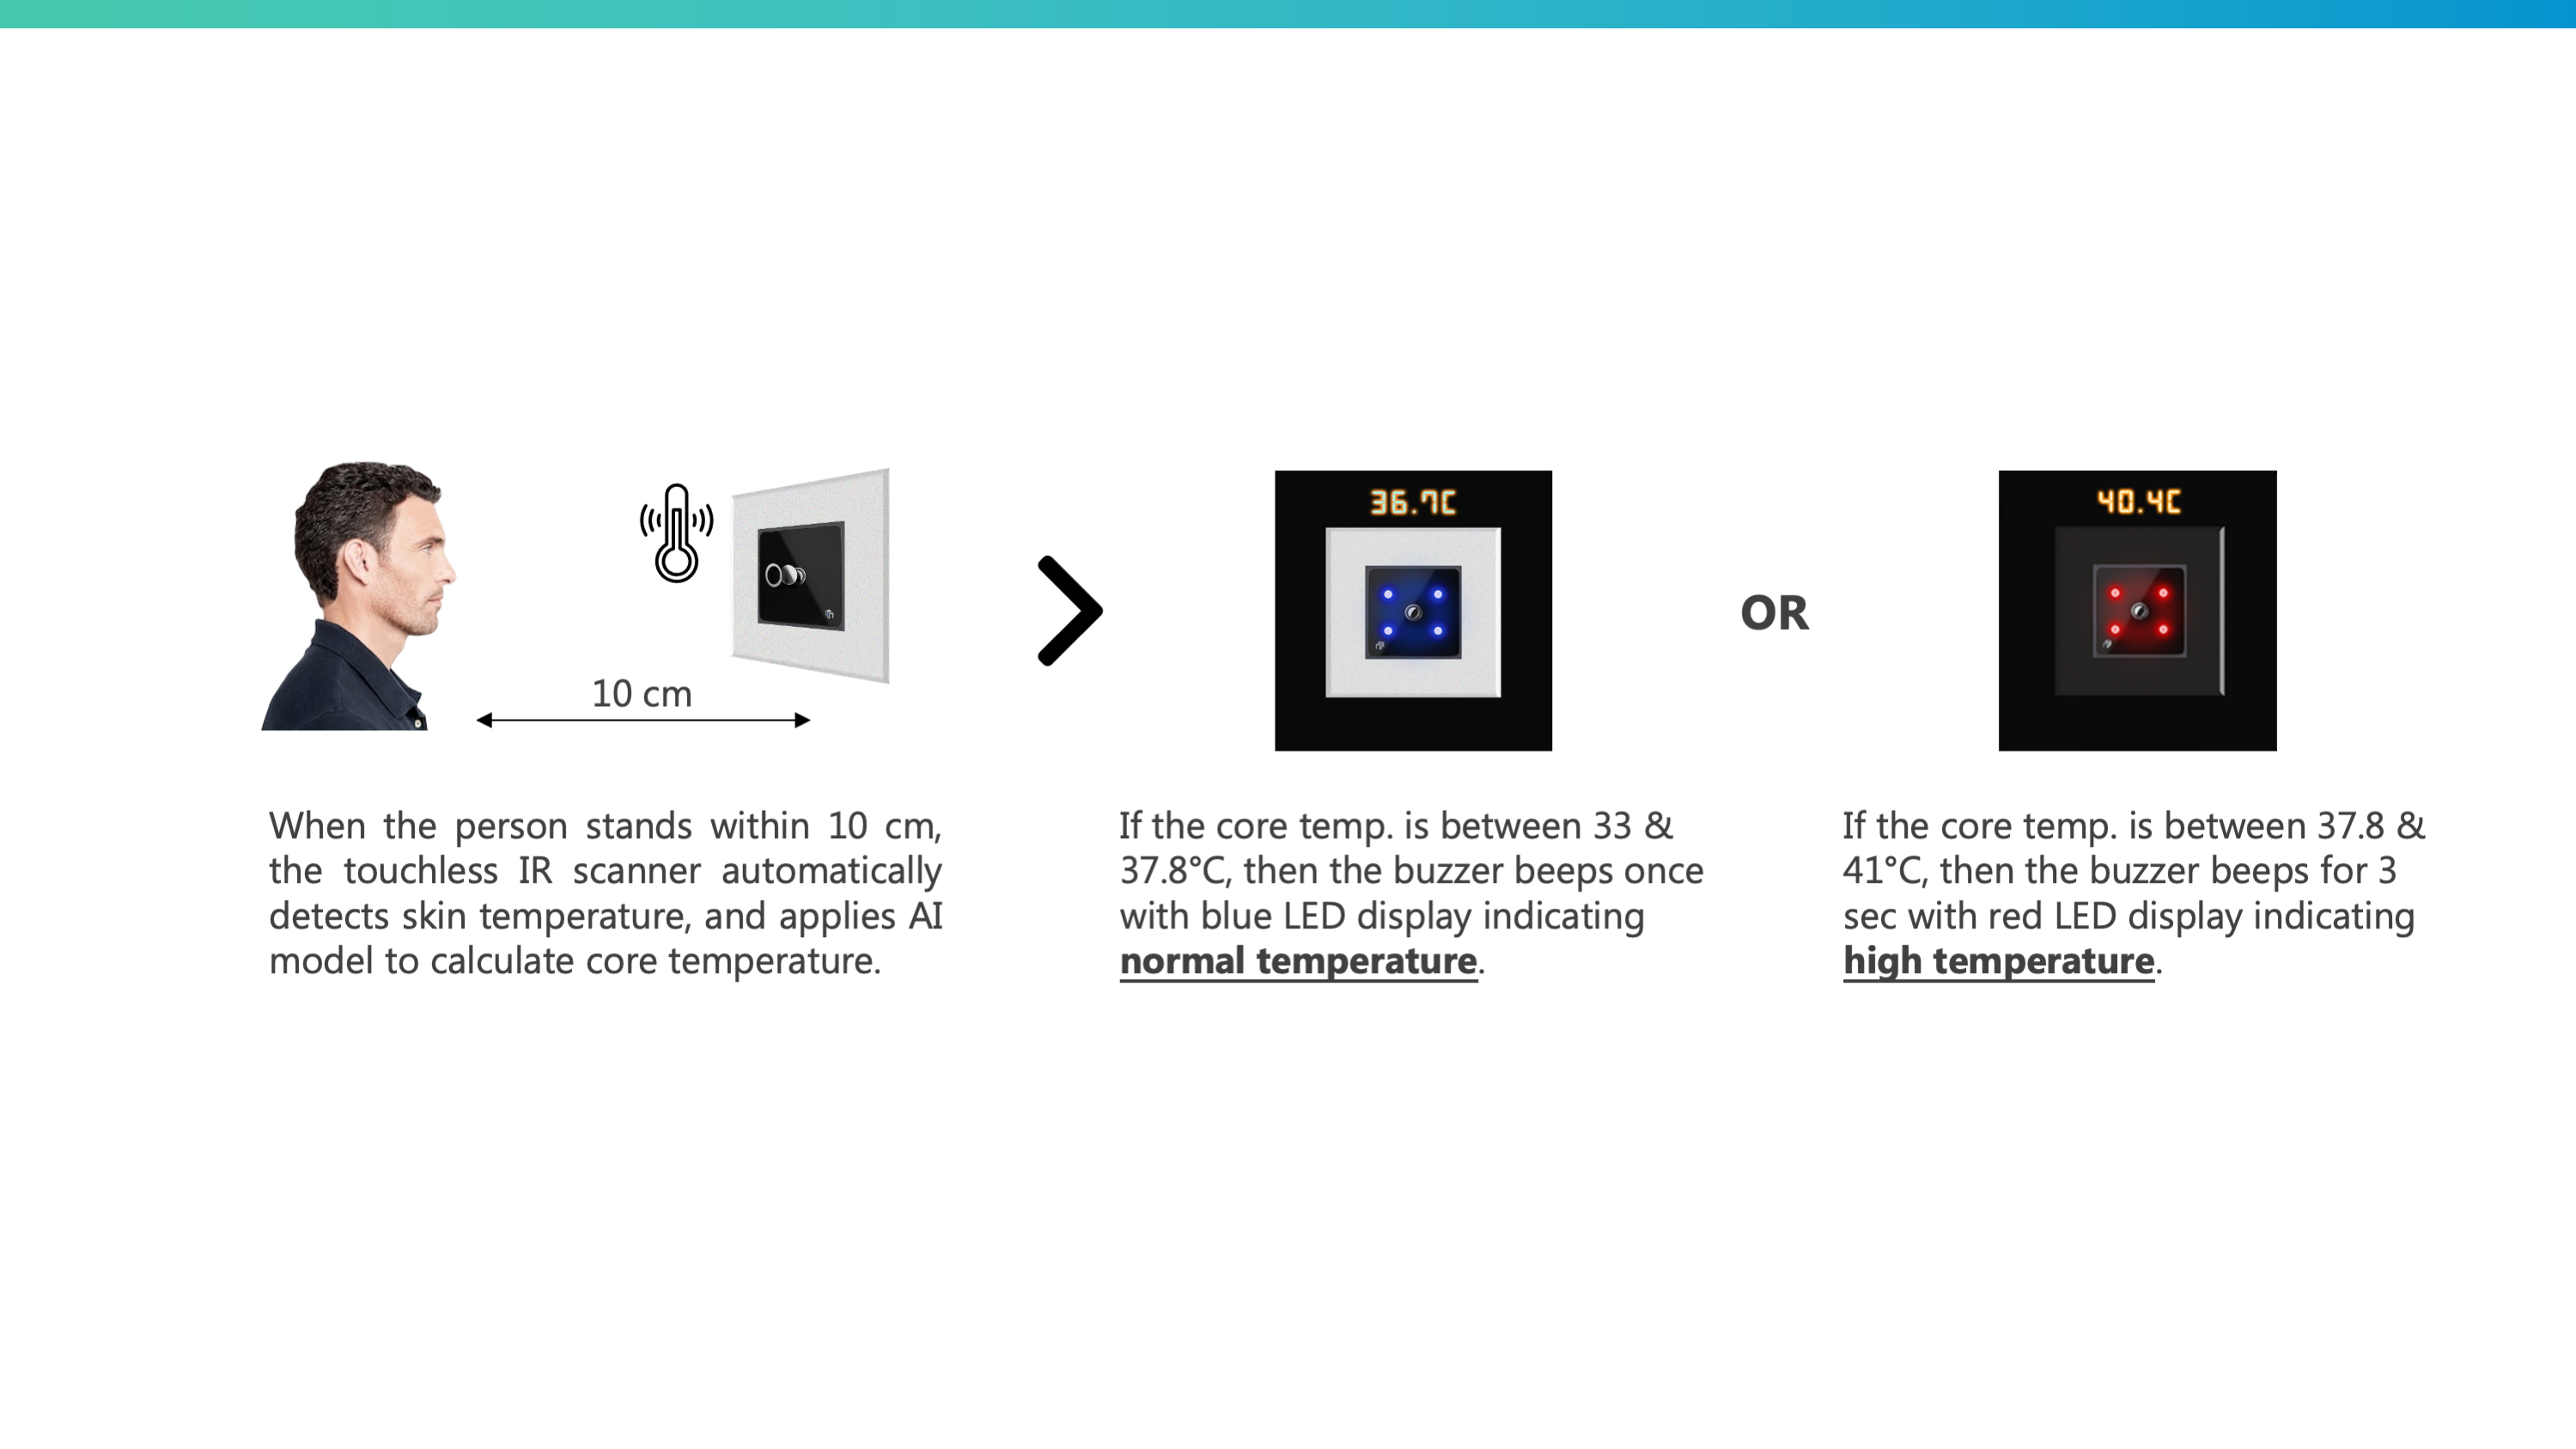 10 cm
When the person stands within 10 cm,
the touchless IR scanner automatically
detects skin temperature, and applies AI
model to calculate core temperature.
36.7C
If the core temp. is between 33 &
37.8°C, then the buzzer beeps once
with blue LED display indicating
normal temperature.
OR
40.4C
If the core temp. is between 37.8 &
41°C, then the buzzer beeps for 3
sec with red LED display indicating
high temperature.